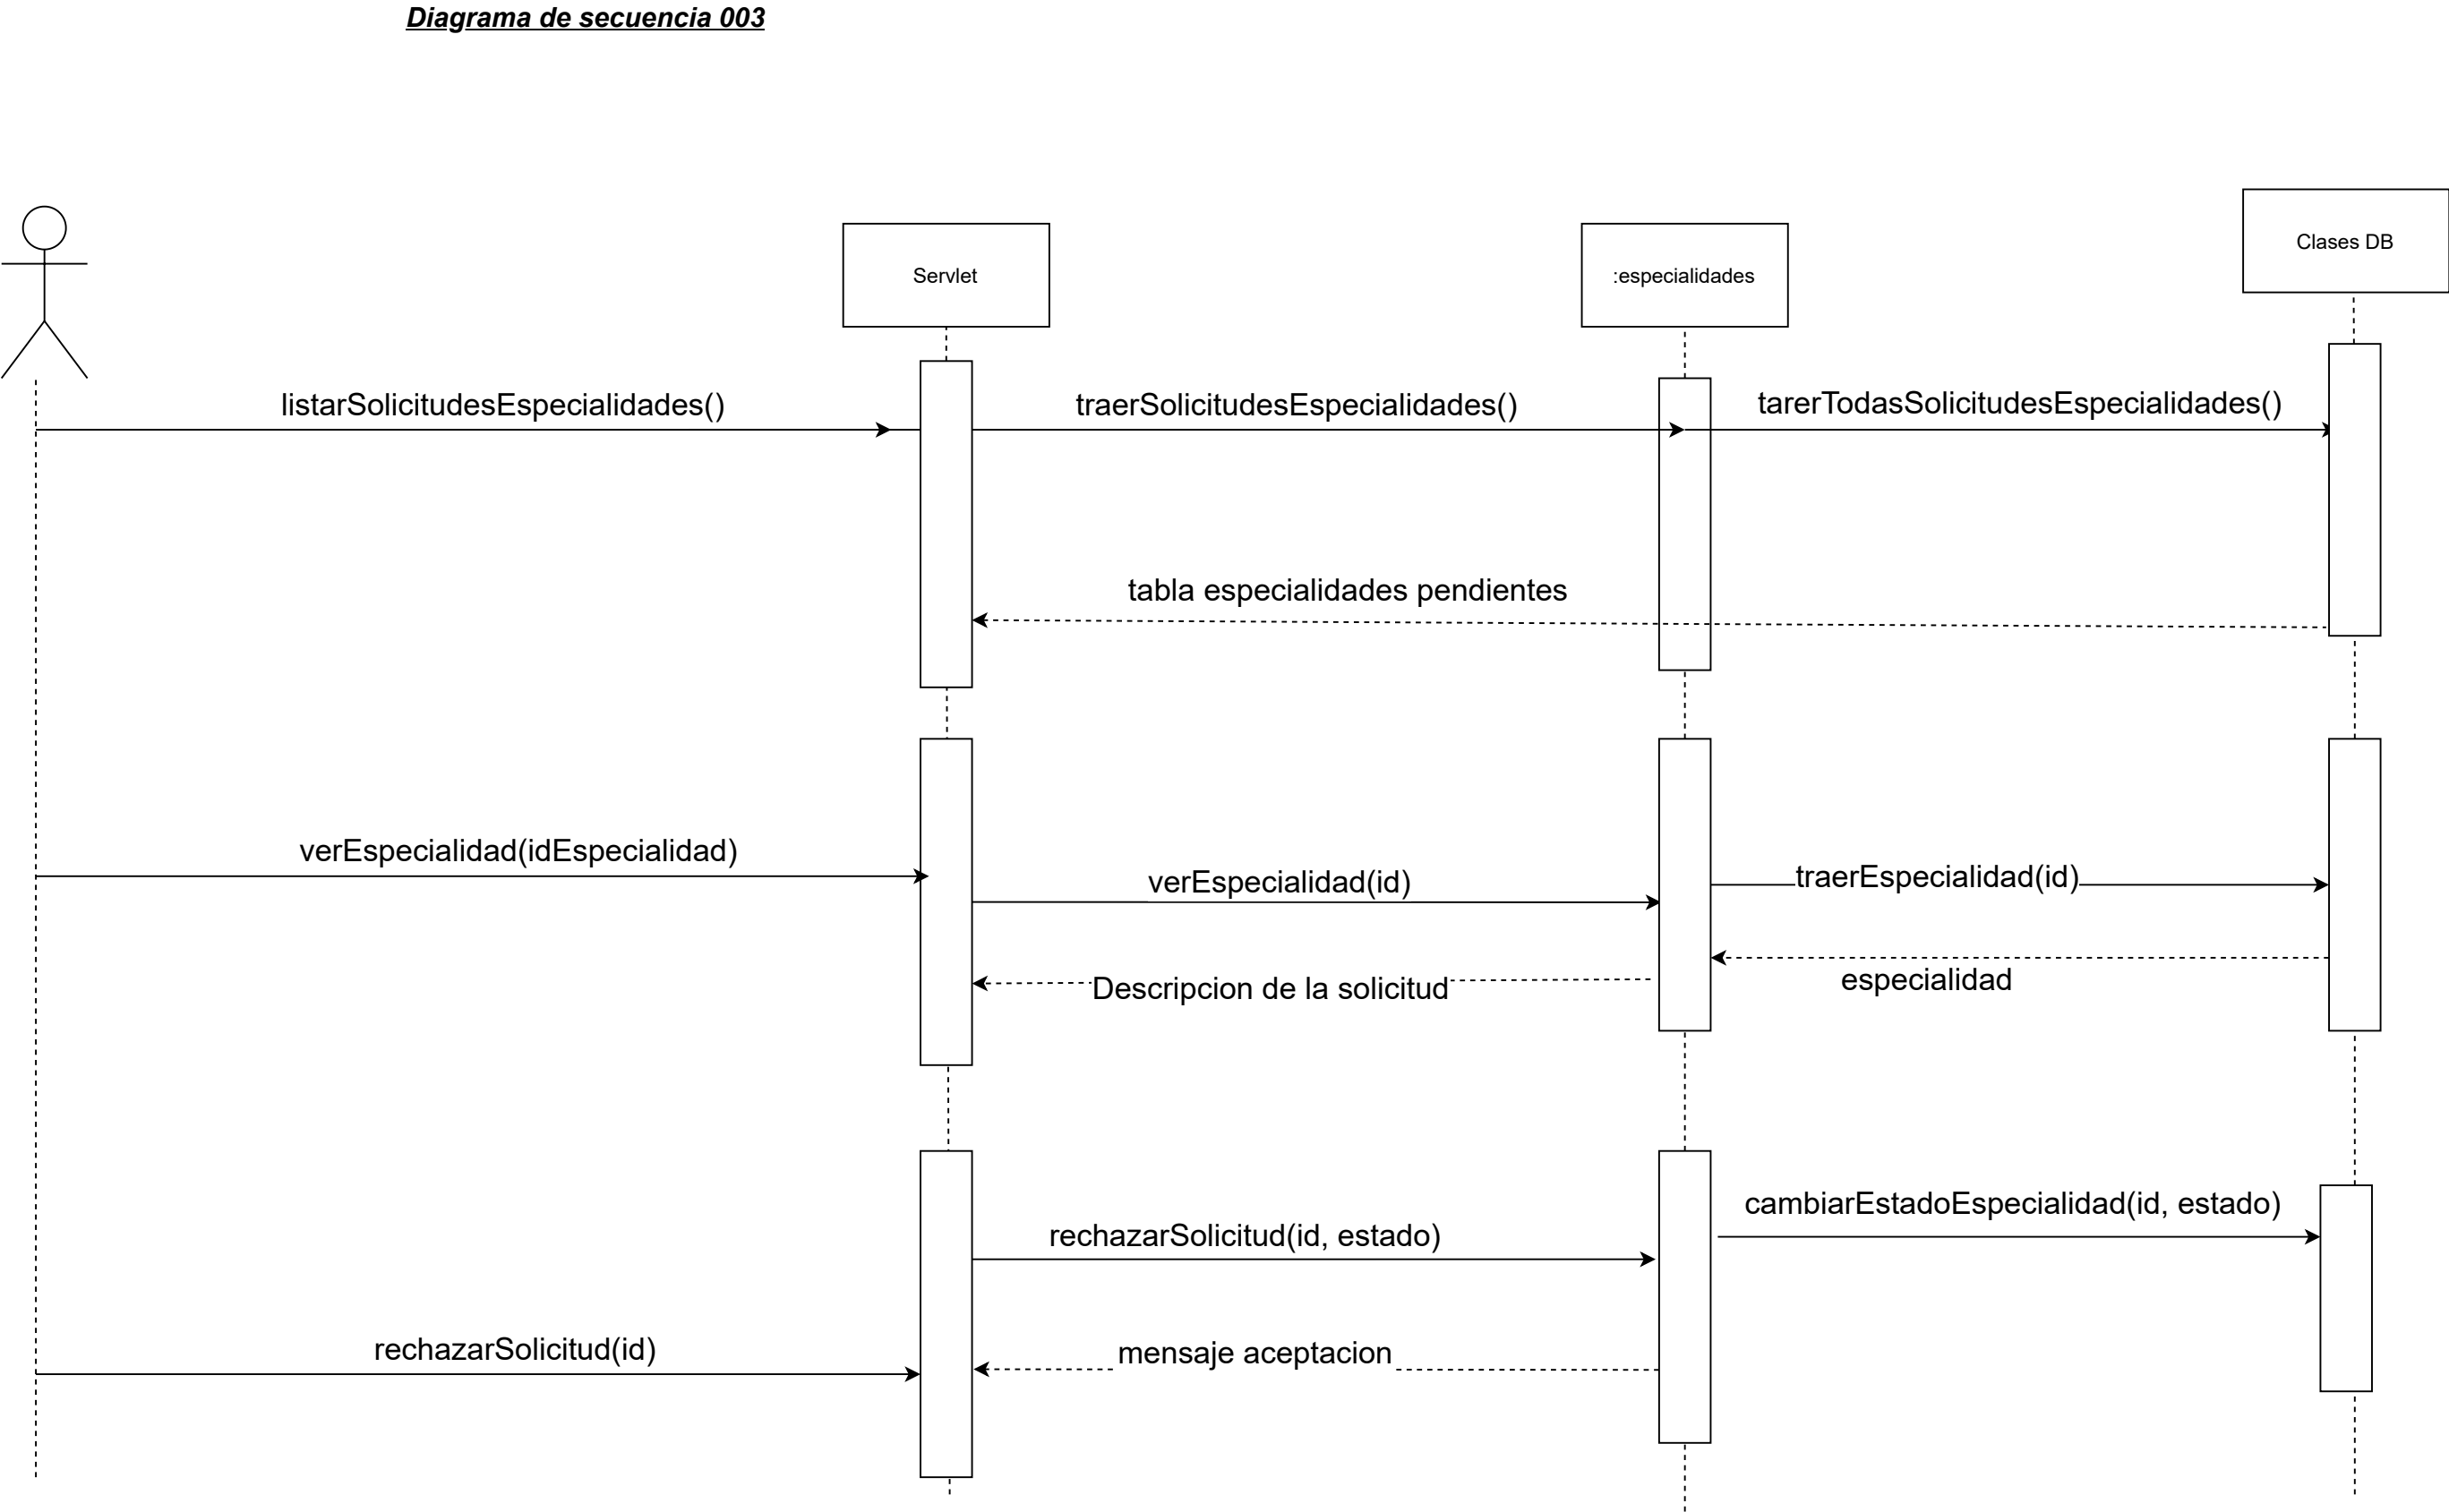 Diagrama de secuencia 003
Servlet
:especialidades
Clases DB
listarSolicitudesEspecialidades()
traerSolicitudesEspecialidades()
tarerTodasSolicitudesEspecialidades()
tabla especialidades pendientes
verEspecialidad(idEspecialidad)
verEspecialidad(id)
traerEspecialidad(id)
Descripcion de la solicitud
especialidad
cambiarEstadoEspecialidad(id, estado)
rechazarSolicitud(id, estado)
rechazarSolicitud(id)
mensaje aceptacion